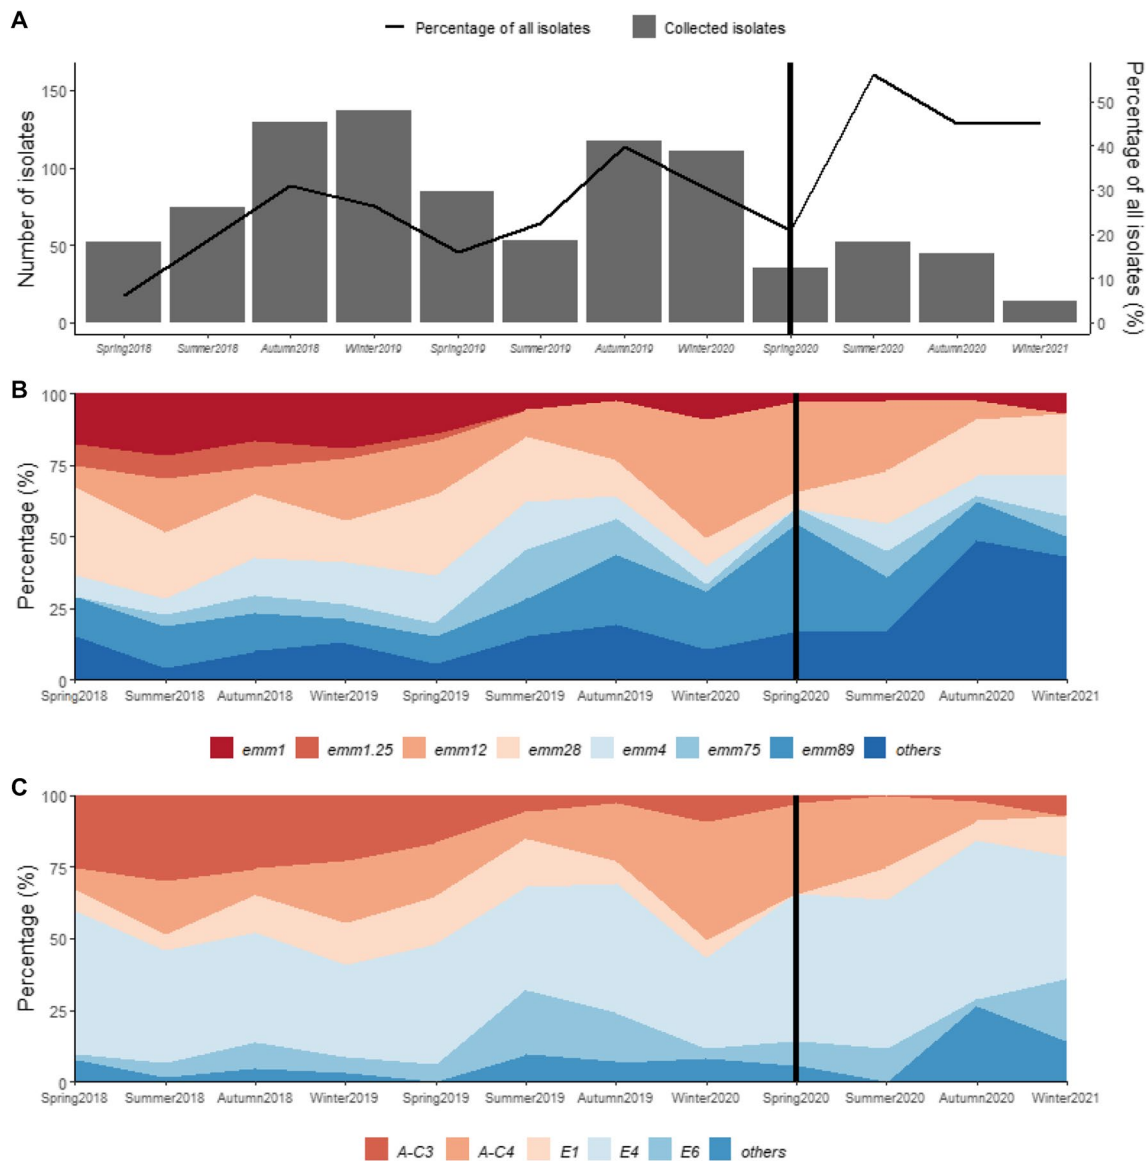 A
Percentage of all isolates
Collected isolates
Number of isolates
150
100
50
0
Percentage of all isolates (%)
50
40
30
20
10
0
Spring2018 Summer2018 Autumn2018 Winter2019 Spring2019 Summer2019 Autumn2019 Winter2020 Spring2020 Summer2020 Autumn2020 Winter2021
B
Percentage (%)
100
75
50
25
0
Spring2018 Summer2018 Autumn2018 Winter2019 Spring2019 Summer2019 Autumn2019 Winter2020 Spring2020 Summer2020 Autumn2020 Winter2021
emm1 emm1.25 emm12 emm28 emm4 emm75 emm89 others
C
Percentage (%)
100
75
50
25
0
Spring2018 Summer2018 Autumn2018 Winter2019 Spring2019 Summer2019 Autumn2019 Winter2020 Spring2020 Summer2020 Autumn2020 Winter2021
A-C3 A-C4 E1 E4 E6 others